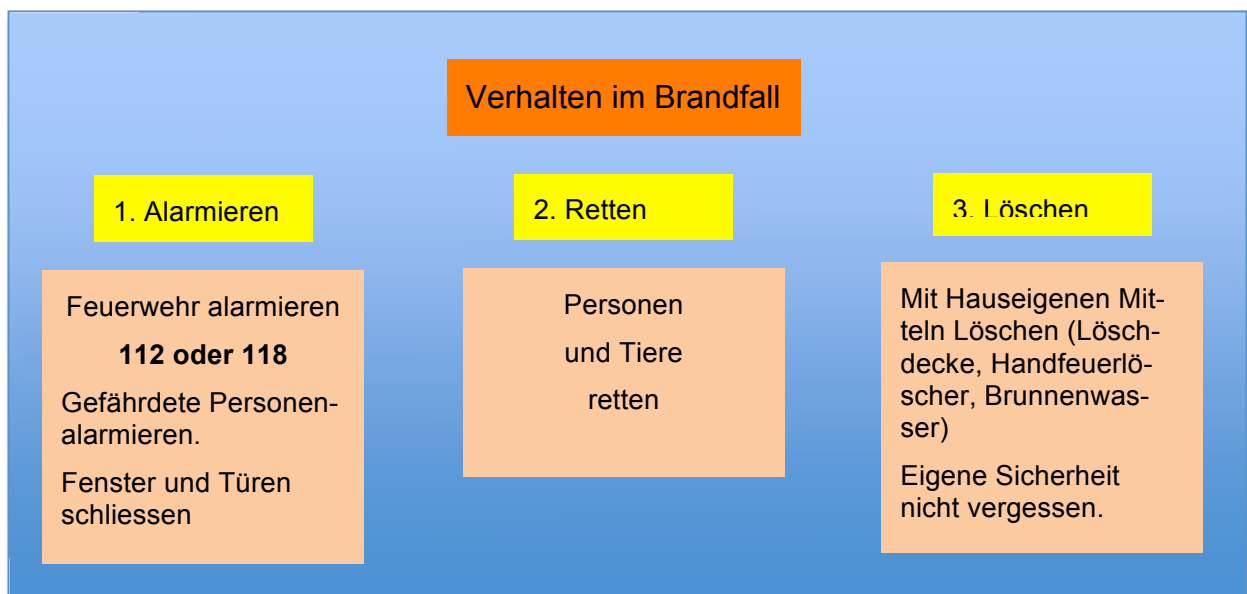 Verhalten im Brandfall
1. Alarmieren
Feuerwehr alarmieren
112 oder 118
Gefährdete Personen-
alarmieren.
Fenster und Türen
schliessen
2. Retten
Personen
und Tiere
retten
3. Löschen
Mit Hauseigenen Mit-
teln Löschen (Lösch-
decke, Handfeuerlö-
scher, Brunnenwas-
ser)
Eigene Sicherheit
nicht vergessen.